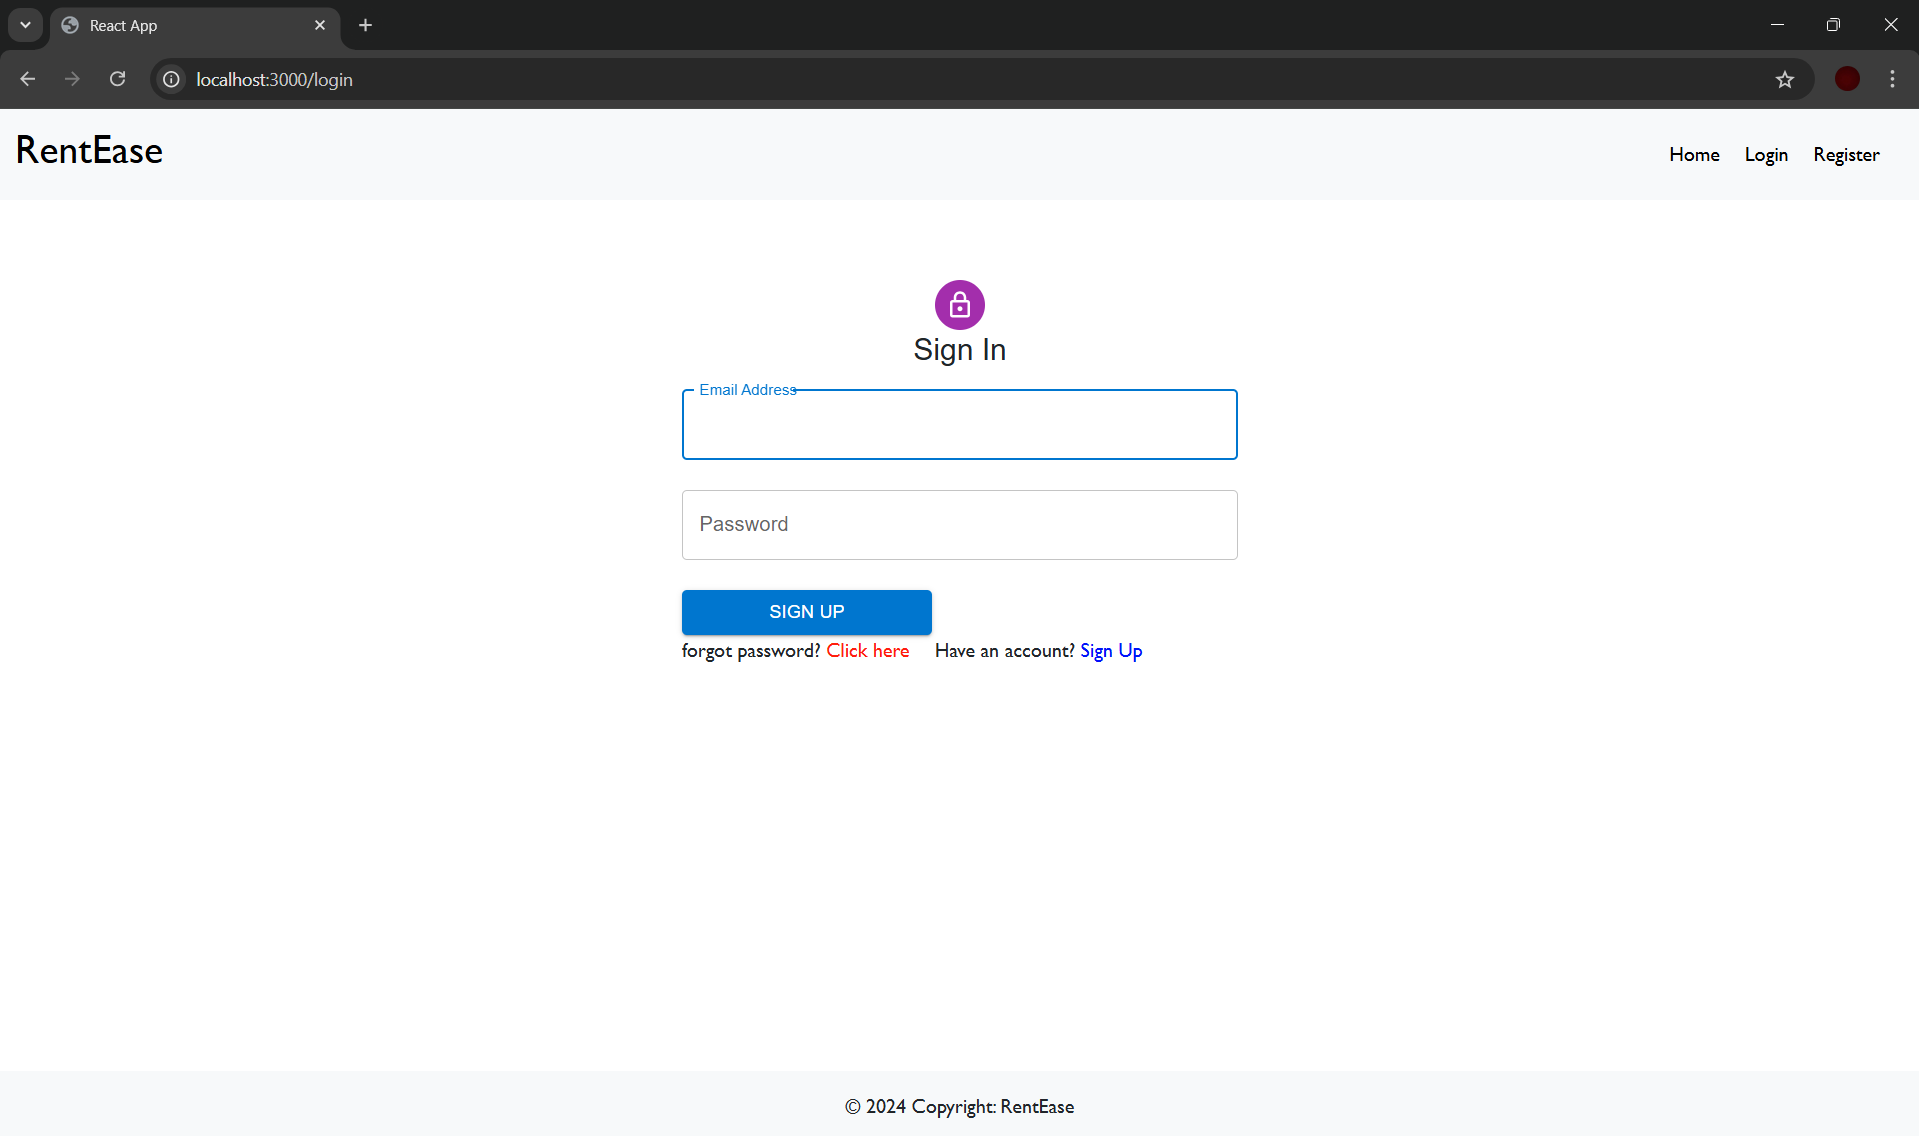 React App
localhost:3000/login
RentEase
Home Login Register
Sign In
Email Address
Password
SIGN UP
forgot password? Click here Have an account? Sign Up
© 2024 Copyright: RentEase